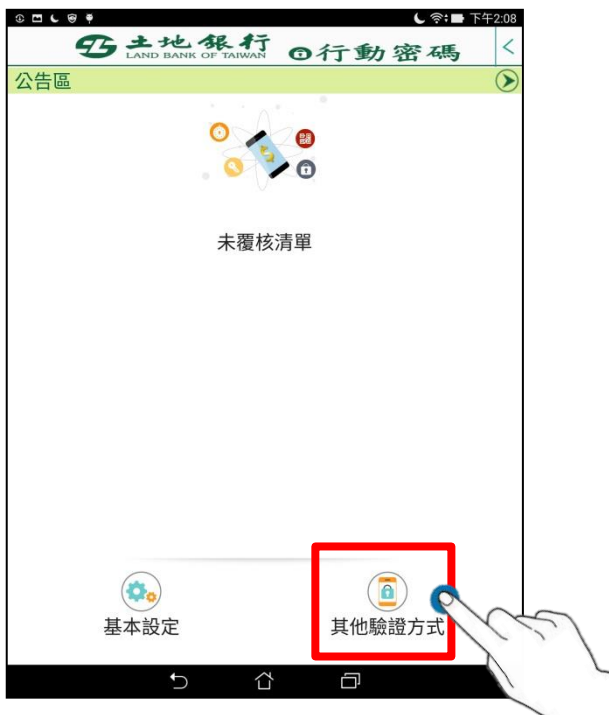 下午2:08
土地銀行 行動密碼
LAND BANK OF TAIWAN
公告區
未覆核清單
基本設定 其他驗證方式